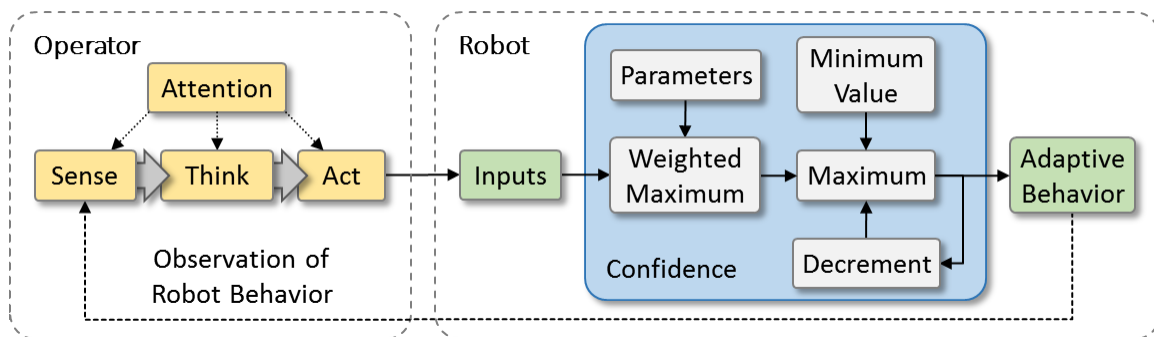 Operator
Attention
Sense
Think
Act
Observation of
Robot Behavior
Robot
Inputs
Parameters
Minimum
Value
Weighted
Maximum
Maximum
Decrement
Confidence
Adaptive
Behavior